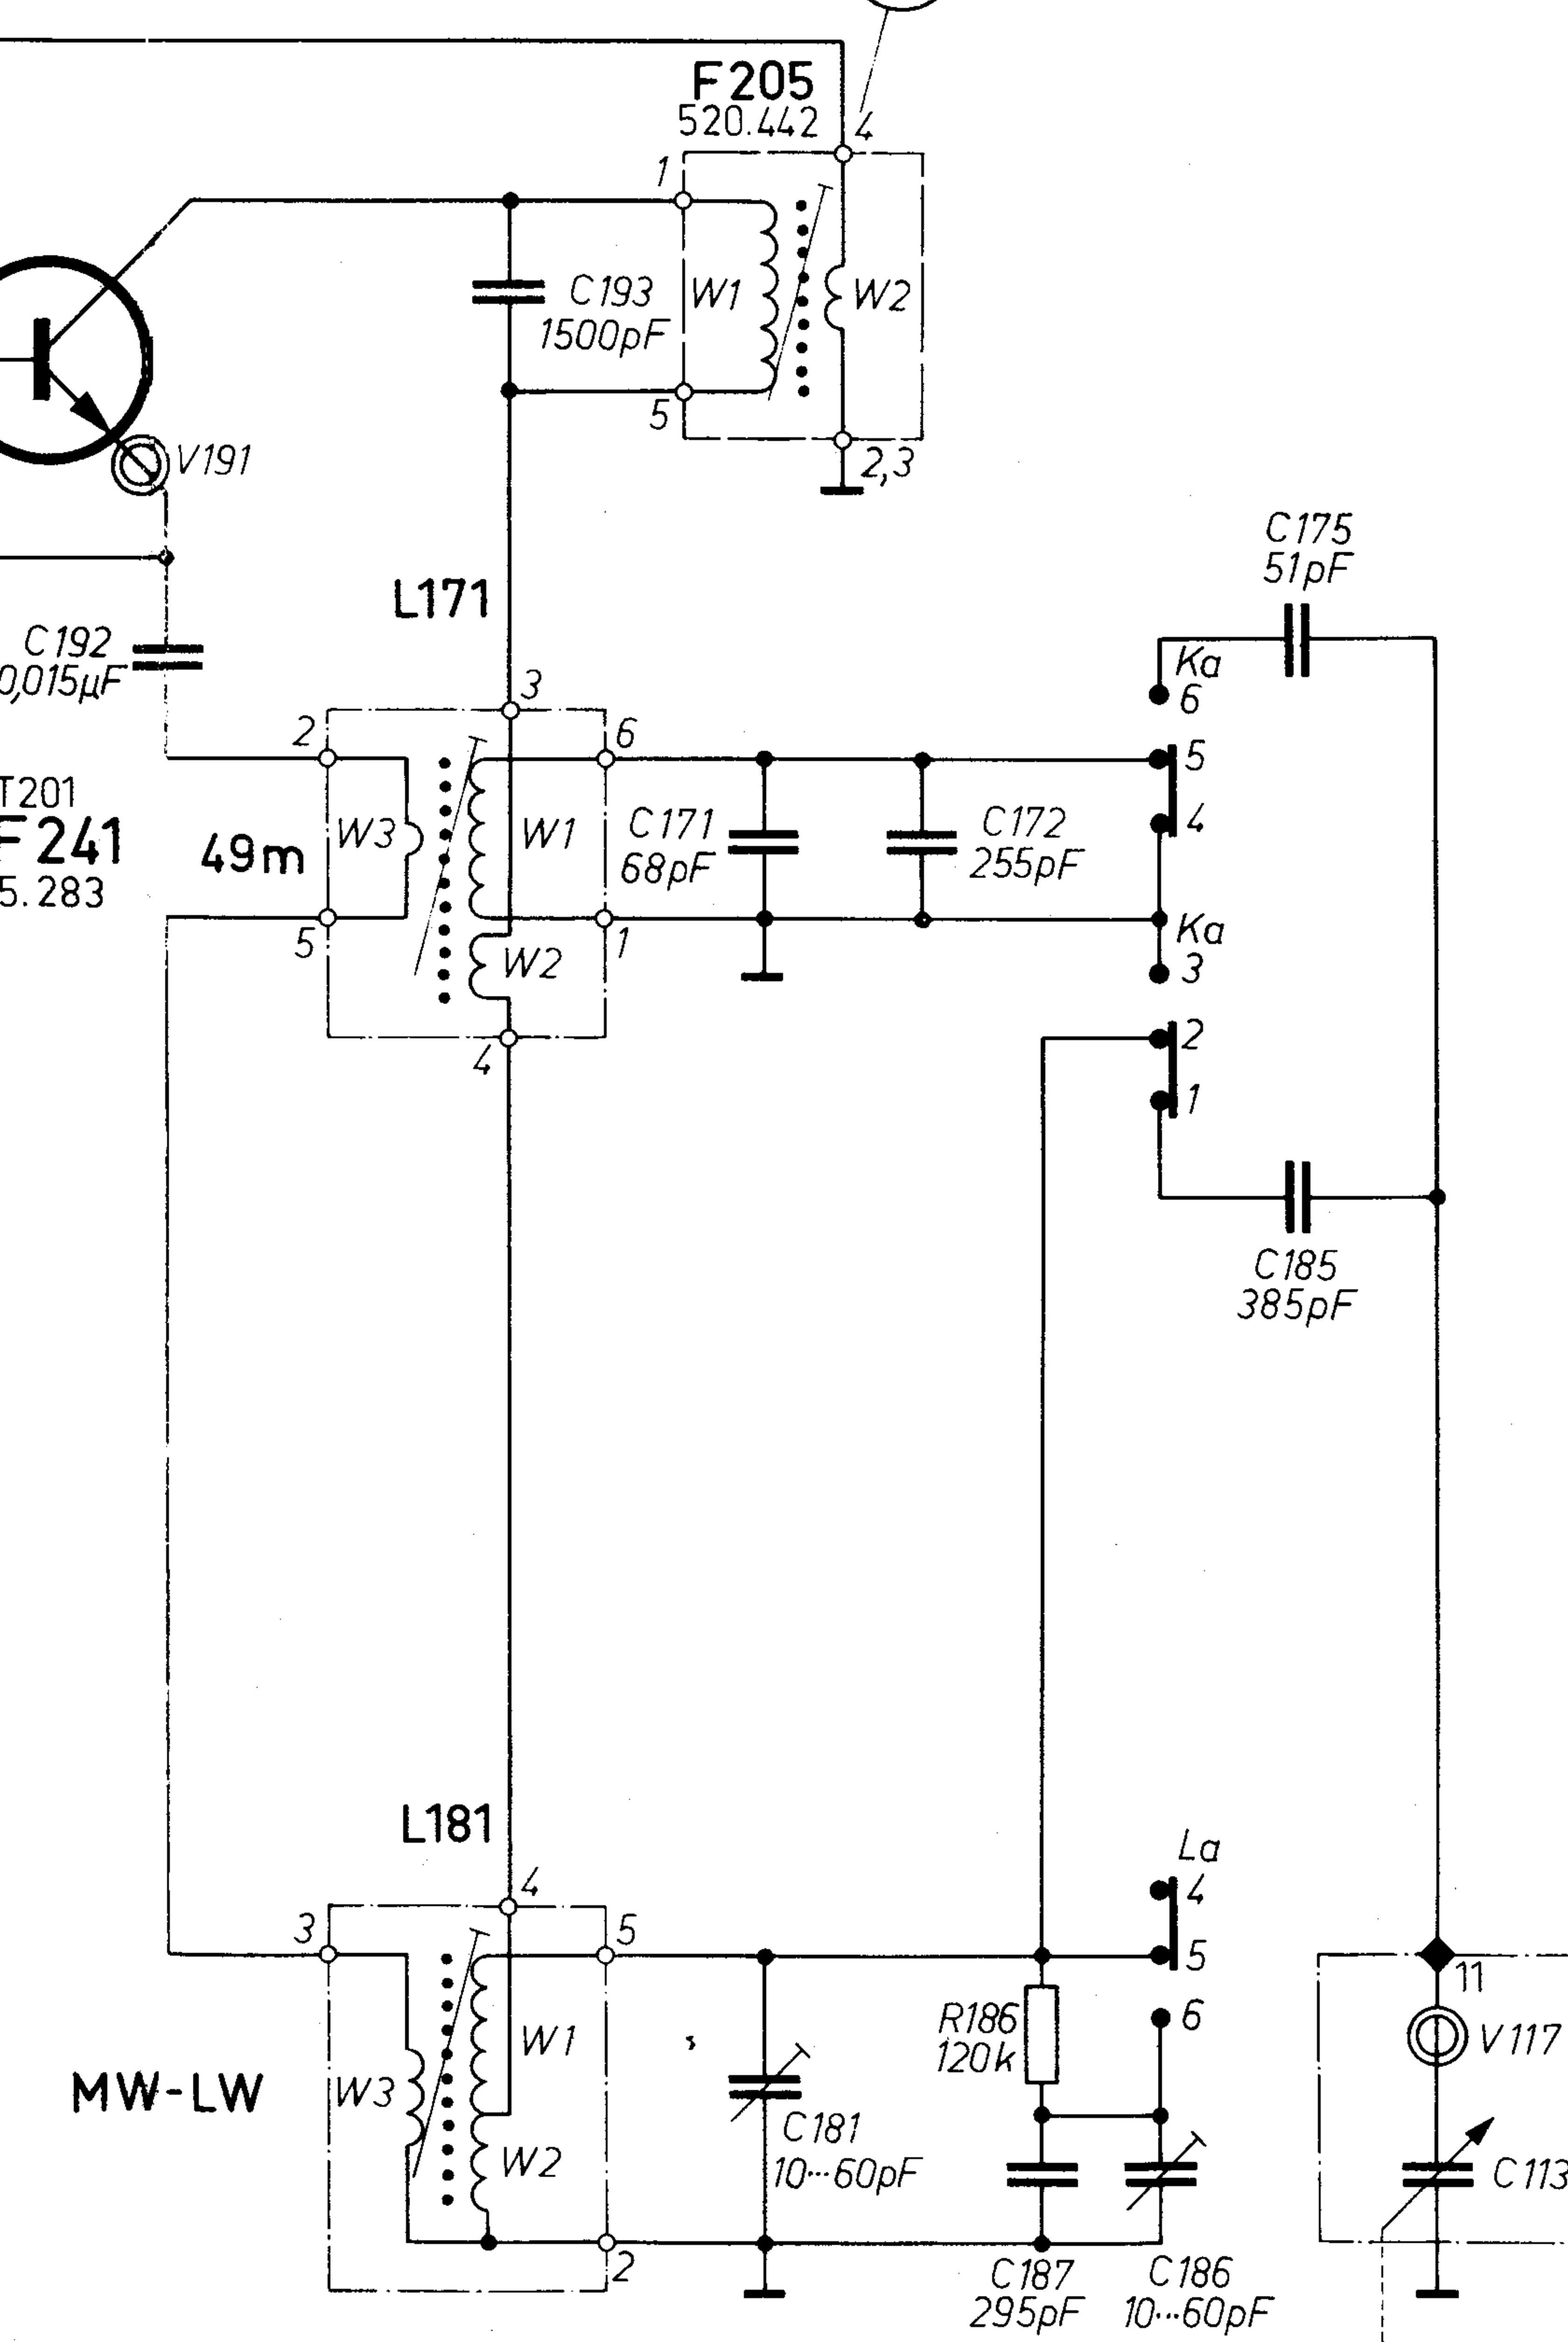 F205
520.442
4
1
C193
1500pF
W1
W2
5
2,3
V191
C175
51pF
L171
C192
0,015µF
Ka
6
3
2
6
5
T201
F241
5.283
49m
W3
W1
C171
68pF
C172
255pF
4
5
W2
1
Ka
3
4
2
1
C185
385pF
L181
La
4
4
3
5
5
11
R186
120k
6
V117
MW-LW
W3
W1
C181
10...60pF
W2
C113
2
C187
295pF
C186
10...60pF